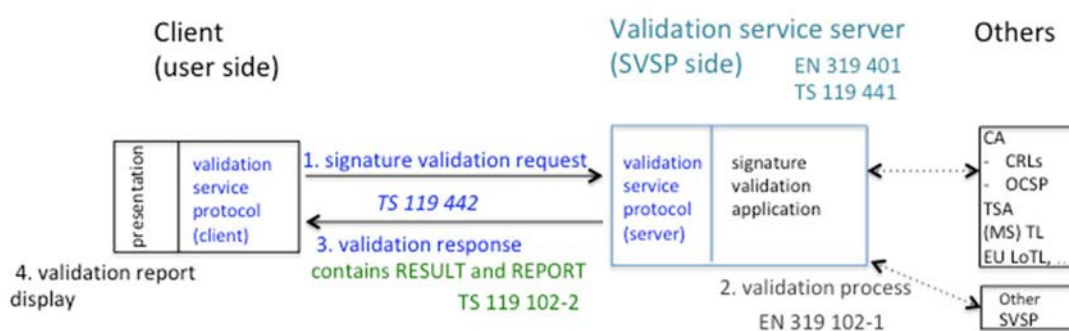 Client
(user side)
Validation service server
(SVSP side)
EN 319 401
TS 119 441
Others
presentation
validation
service
protocol
(client)
1. signature validation request
TS 119 442
3. validation response
contains RESULT and REPORT
TS 119 102-2
4. validation report
display
validation
service
protocol
(server)
signature
validation
application
2. validation process
EN 319 102-1
CA
- CRLs
- OCSP
TSA
(MS) TL
EU LoTL, ..
Other
SVSP